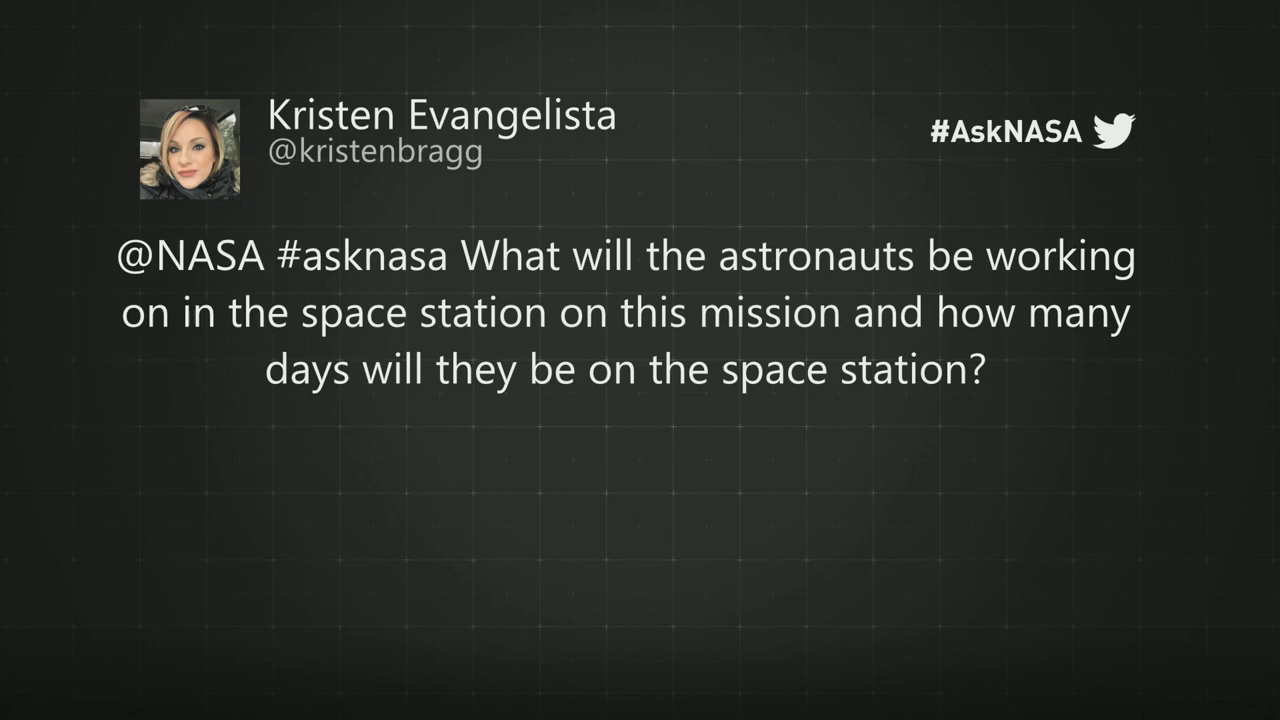 Kristen Evangelista
@kristenbragg
#AskNASA
@NASA #asknasa What will the astronauts be working
on in the space station on this mission and how many
days will they be on the space station?